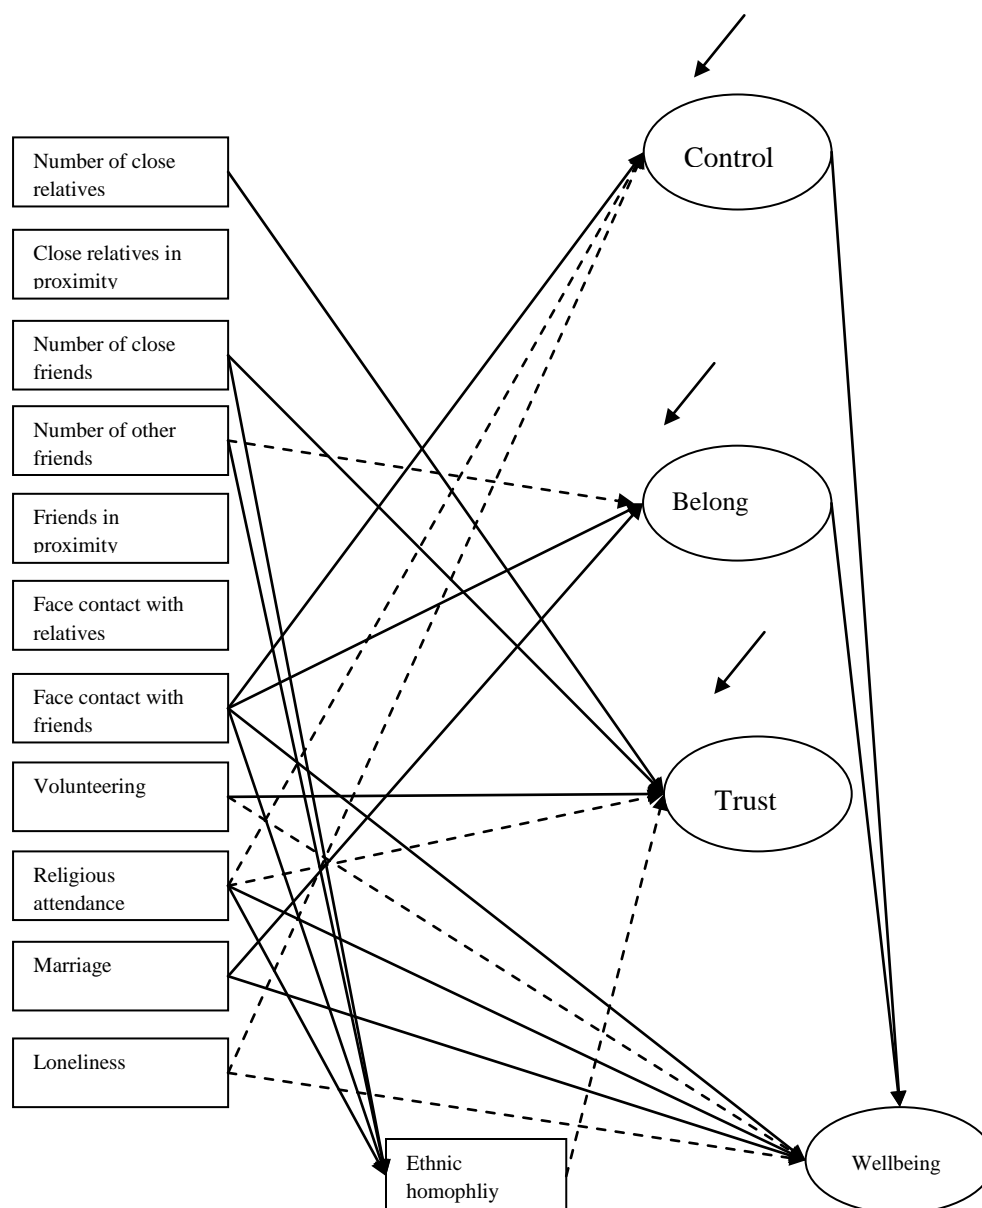 Control
Number of close
relatives
Close relatives in
proximity
Number of close
friends
Number of other
friends
Belong
Friends in
proximity
Face contact with
relatives
Face contact with
friends
Volunteering
Trust
Religious
attendance
Marriage
Loneliness
Ethnic
homophliy
Wellbeing